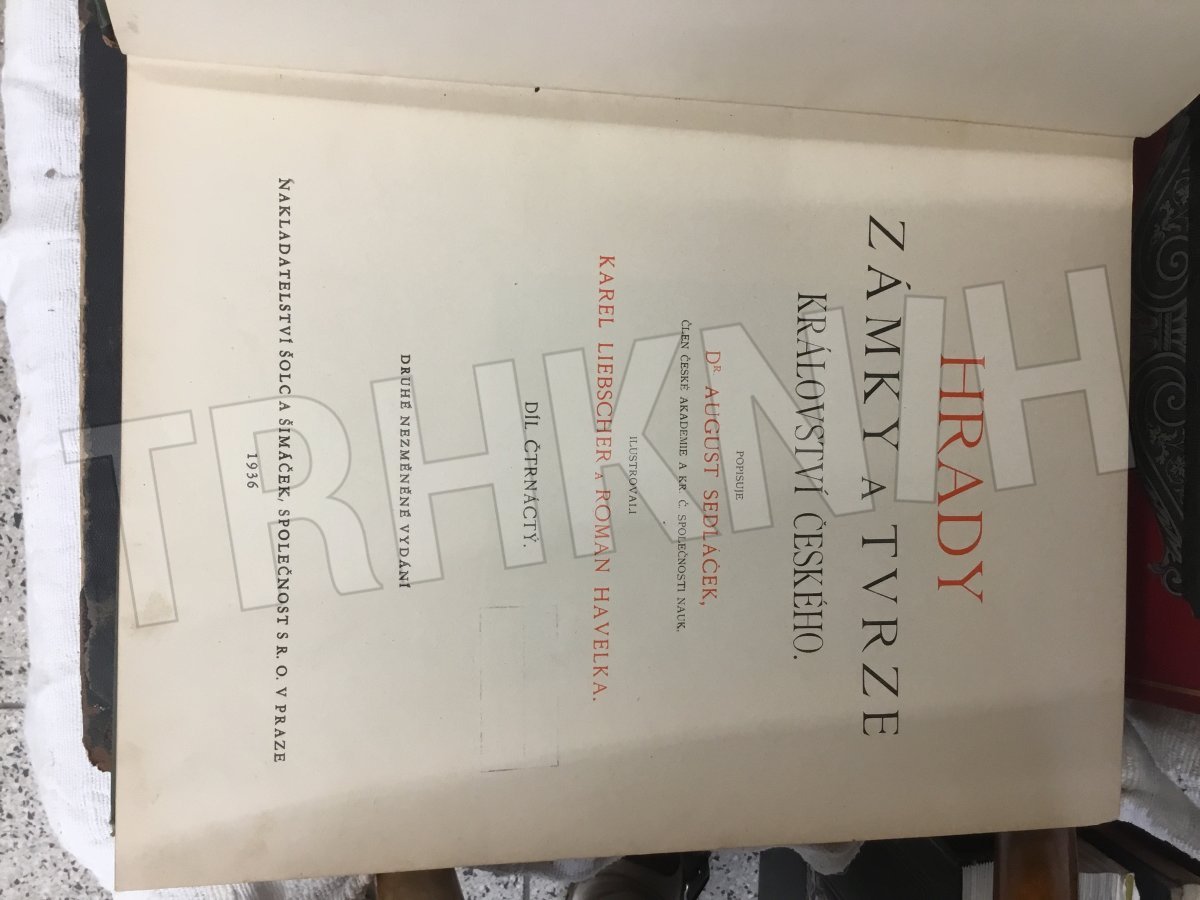 HRADY
ZÁMKY A TVRZE
KRÁLOVSTVÍ ČESKÉHO.
POPISUJE
DR AUGUST SEDLÁČEK,
ČLEN ČESKÉ AKADEMIE A KR. Č. SPOLEČNOSTI NAUK.
ILUSTROVALI
KAREL LIEBSCHER A ROMAN HAVELKA.
DÍL ČTRNÁCTÝ.
DRUHÉ NEZMĚNĚNÉ VYDÁNÍ
NAKLADATELSTVÍ ŠOLC A ŠIMÁČEK, SPOLEČNOST S R. O. V PRAZE
1936
TRHKNIH